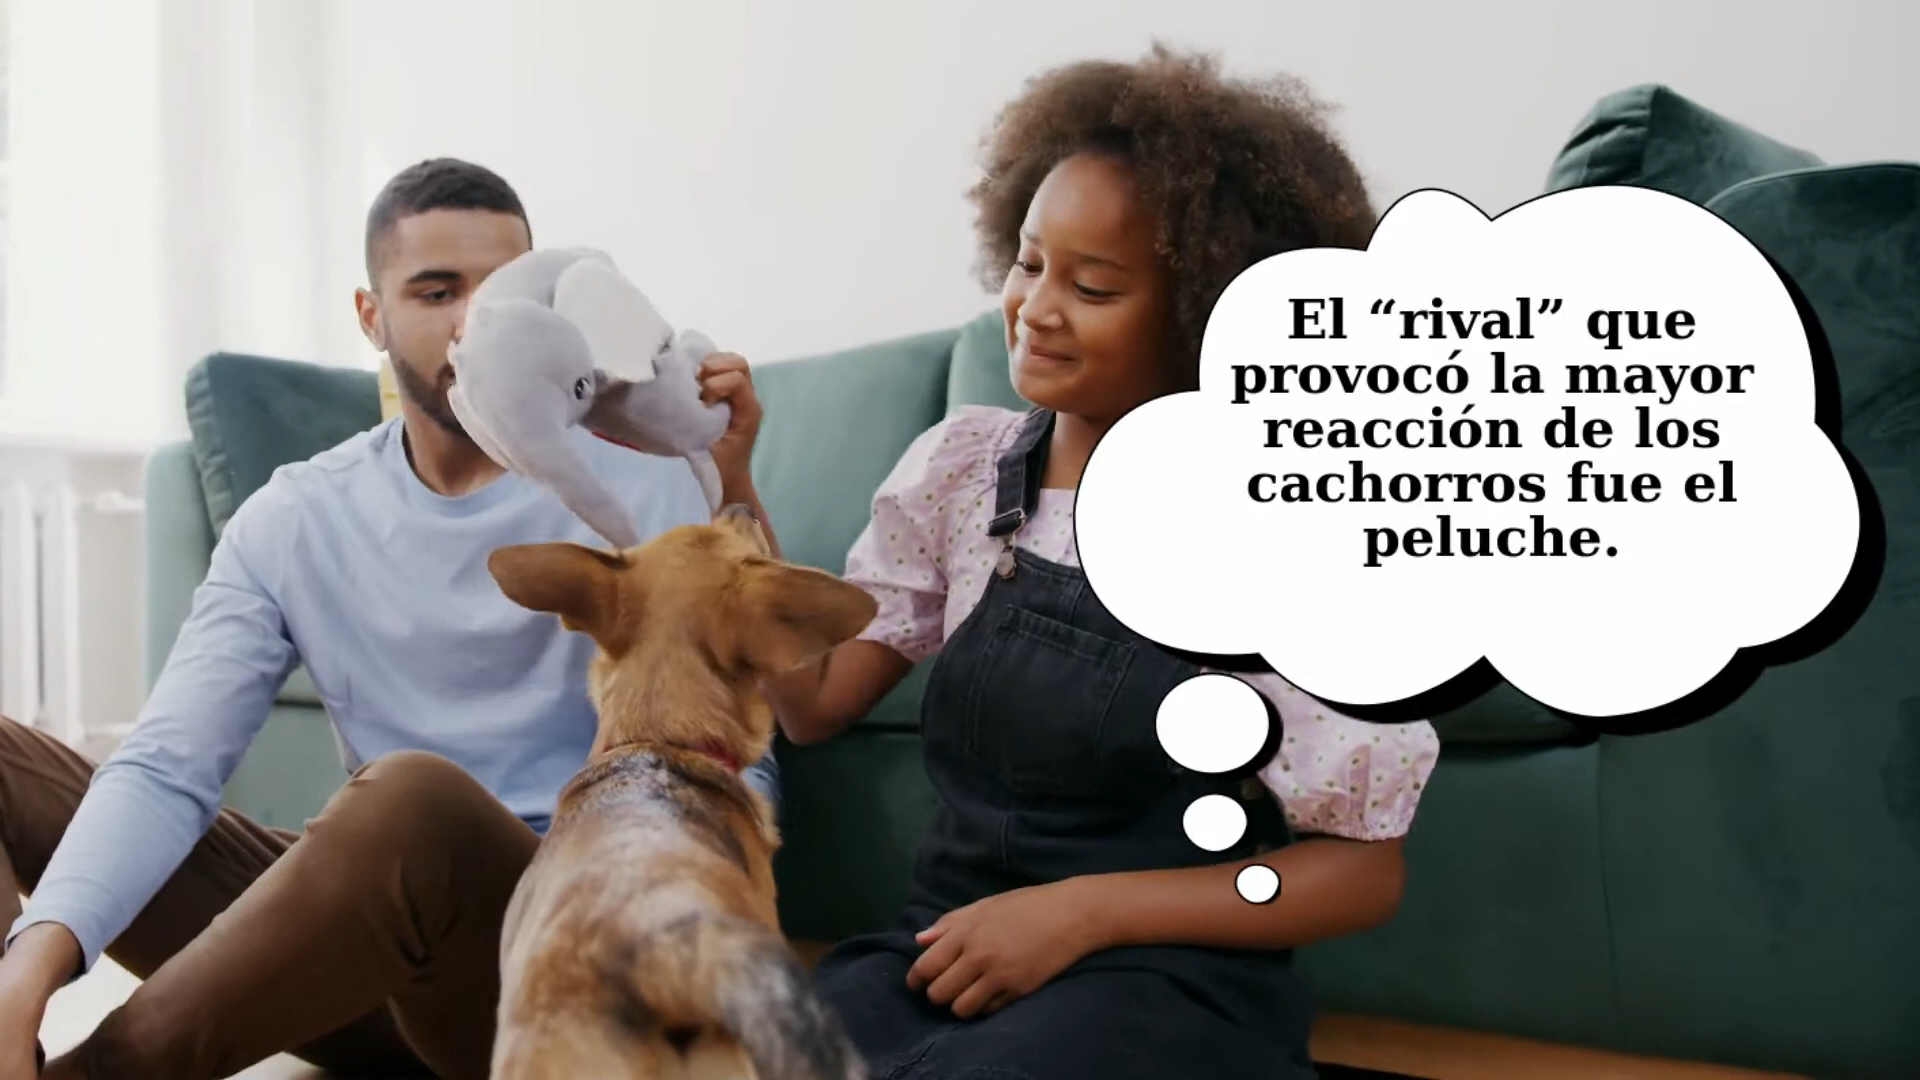 El “rival” que
provocó la mayor
reacción de los
cachorros fue el
peluche.